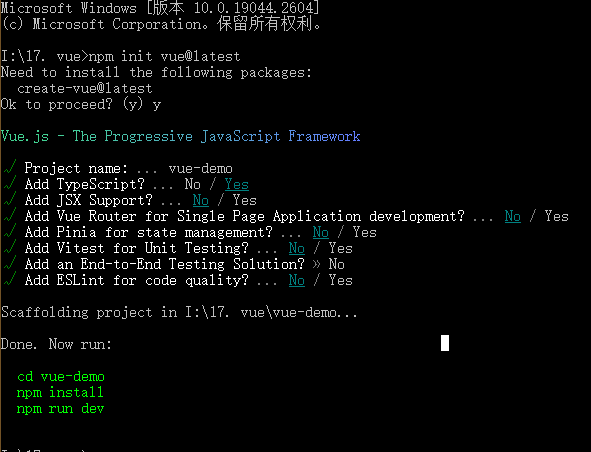 Microsoft Windows [版本 10.0.19044.2604]
(c) Microsoft Corporation。保留所有权利。
I:\17. vue>npm init vue@latest
Need to install the following packages:
  create-vue@latest
Ok to proceed? (y) y
Vue.js - The Progressive JavaScript Framework
√ Project name: ... vue-demo
√ Add TypeScript? ... No / Yes
√ Add JSX Support? ... No / Yes
√ Add Vue Router for Single Page Application development? ... No / Yes
√ Add Pinia for state management? ... No / Yes
√ Add Vitest for Unit Testing? ... No / Yes
√ Add an End-to-End Testing Solution? » No
√ Add ESLint for code quality? ... No / Yes
Scaffolding project in I:\17. vue\vue-demo...
Done. Now run:
  cd vue-demo
  npm install
  npm run dev